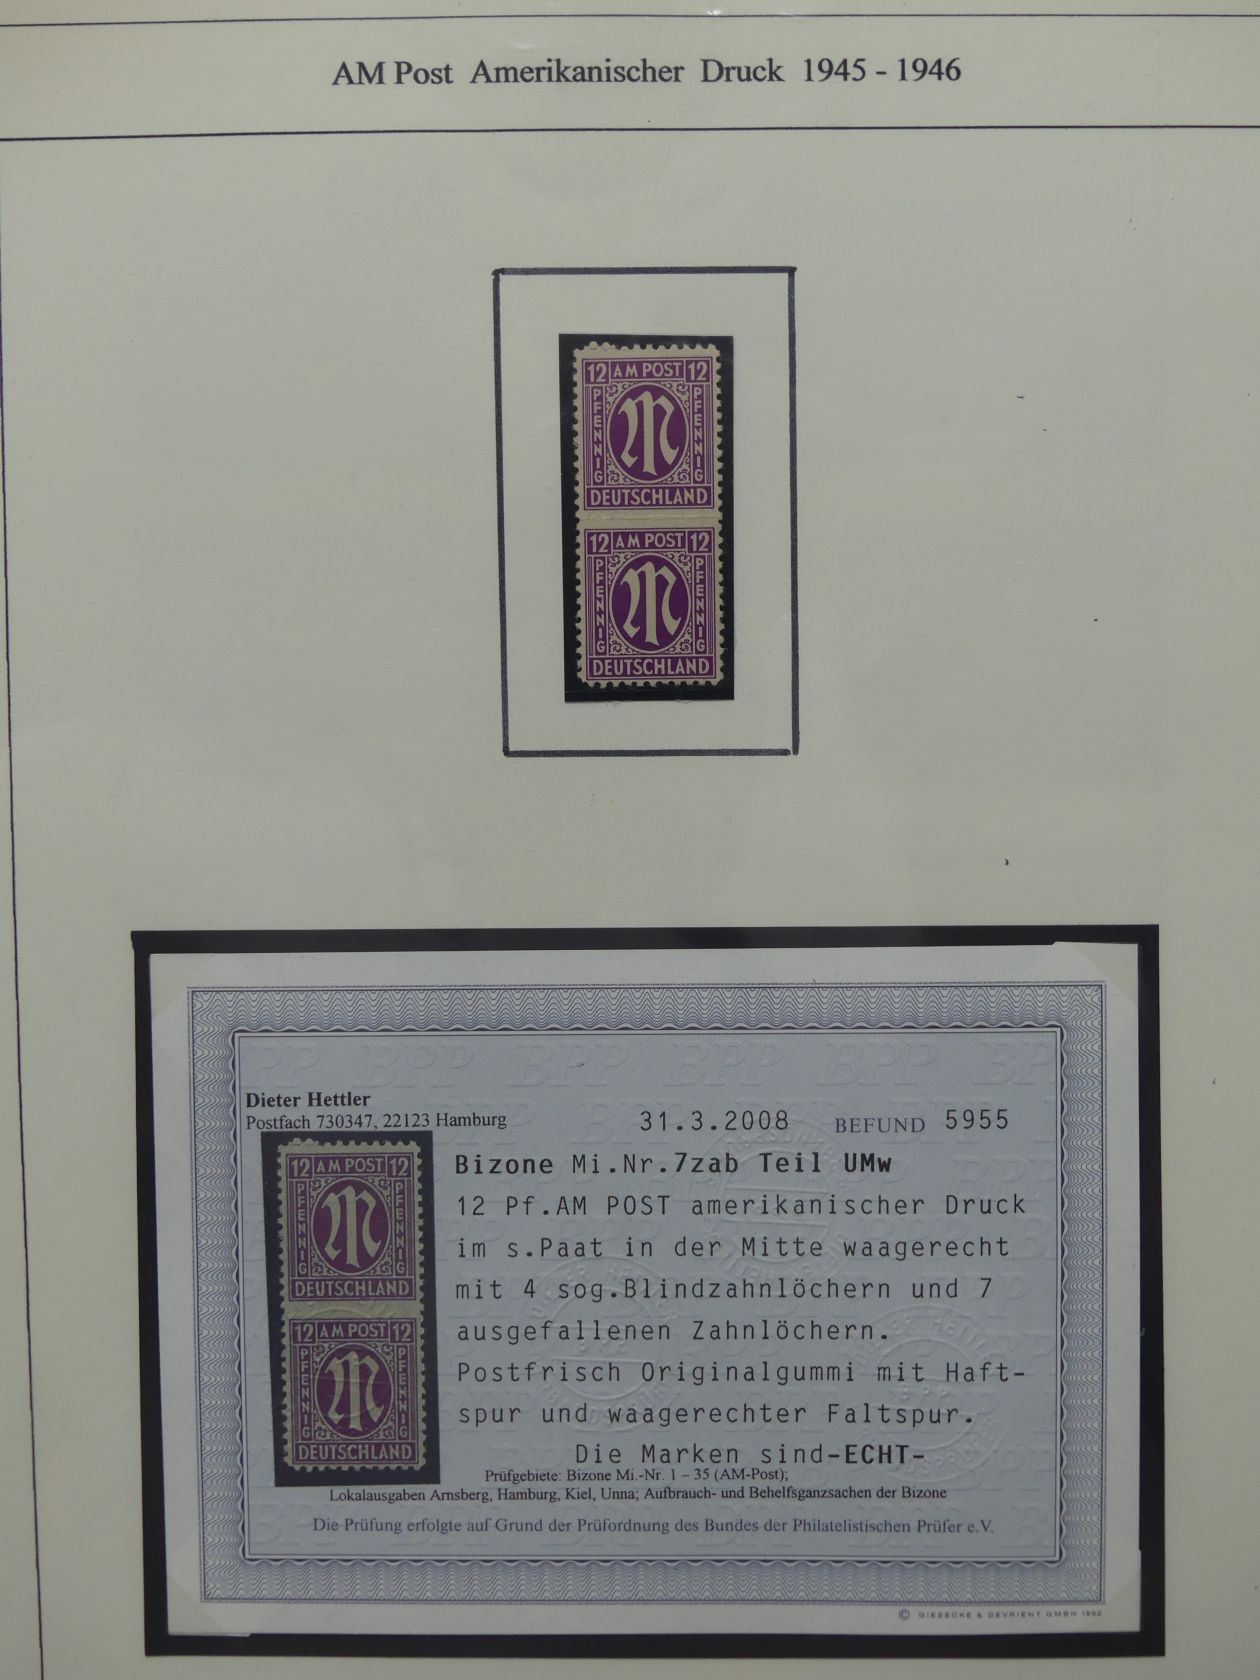 AM Post Amerikanischer Druck 1945 - 1946
12 AM POST 12
PFENNIG PFENNIG
DEUTSCHLAND
12 AM POST 12
PFENNIG PFENNIG
DEUTSCHLAND
Dieter Hettler
Postfach 730347, 22123 Hamburg
31.3.2008 BEFUND 5955
12 AM POST 12
PFENNIG PFENNIG
DEUTSCHLAND
12 AM POST 12
PFENNIG PFENNIG
DEUTSCHLAND
Bizone Mi.Nr.7zab Teil UMw
12 Pf.AM POST amerikanischer Druck
im s.Paat in der Mitte waagerecht
mit 4 sog.Blindzahnlöchern und 7
ausgefallenen Zahnlöchern.
Postfrisch Originalgummi mit Haft-
spur und waagerechter Faltspur.
Die Marken sind-ECHT-
Prüfgebiete: Bizone Mi.-Nr. 1 – 35 (AM-Post);
Lokalausgaben Arnsberg, Hamburg, Kiel, Unna; Aufbrauch- und Behelfsganzsachen der Bizone
Die Prüfung erfolgte auf Grund der Prüfordnung des Bundes der Philatelistischen Prüfer e.V.
© GIESECKE & DEVRIENT GMBH 1992